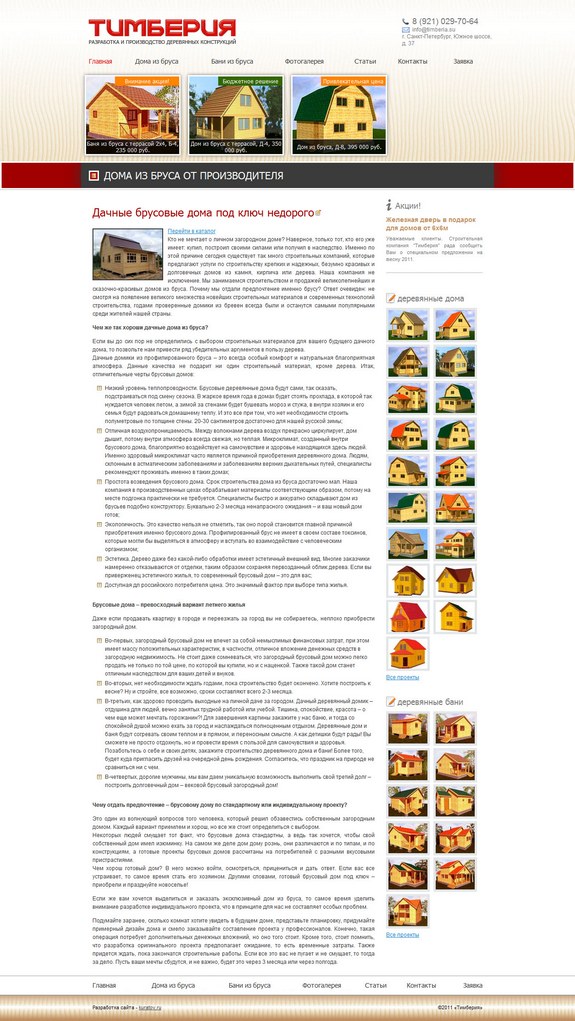 ТИМБЕРИЯ
РАЗРАБОТКА И ПРОИЗВОДСТВО ДЕРЕВЯННЫХ КОНСТРУКЦИЙ
8 (921) 029-70-64
info@timberia.su
г. Санкт-Петербург, Южное шоссе,
д. 37
Главная Дома из бруса Бани из бруса Фотогалерея Статьи Контакты Заявка
Внимание акция!
Баня из бруса с террасой 2х4, Б-4,
235 000 руб.
Бюджетное решение
Дом из бруса с террасой, Д-4, 350
000 руб.
Привлекательная цена
Дом из бруса, Д-8, 395 000 руб.
ДОМА ИЗ БРУСА ОТ ПРОИЗВОДИТЕЛЯ
Дачные брусовые дома под ключ недорого
Перейти в каталог
Кто не мечтает о личном загородном доме? Наверное, только тот, кто его уже
имеет: купил, построил своими силами или получил в наследство. Именно по
этой причине сегодня существует так много строительных компаний, которые
предлагают услуги по строительству крепких и надежных, безумно красивых и
долговечных домов из камня, кирпича или дерева. Наша компания не
исключение. Мы занимаемся строительством и продажей великолепнейших и
сказочно-красивых домов из бруса. Почему мы отдали предпочтение именно брусу? Ответ очевиден: не
смотря на появление великого множества новейших строительных материалов и современных технологий
строительства, годами проверенные домики из бревен всегда были и останутся самыми популярными
среди жителей нашей страны.
Чем же так хороши дачные дома из бруса?
Если вы до сих пор не определились с выбором строительных материалов для вашего будущего дачного
дома, то позвольте нам привести ряд убедительных аргументов в пользу дерева.
Дачные домики из профилированного бруса – это всегда особый комфорт и натуральная благоприятная
атмосфера. Данные качества не подарит ни один строительный материал, кроме дерева. Итак,
отличительные черты брусовых домов:
Низкий уровень теплопроводности. Брусовые деревянные дома будут сами, так сказать,
подстраиваться под смену сезона. В жаркое время года в домах будет стоять прохлада, в которой так
нуждается человек летом, а зимой за стенами будет бушевать мороз и стужа, а внутри хозяин и его
семья будут радоваться домашнему теплу. И это все при том, что нет необходимости строить
полуметровые по толщине стены. 20-30 сантиметров достаточно для нашей русской зимы;
Отличная воздухопроницаемость. Между волокнами дерева воздух прекрасно циркулирует, дом
дышит, потому внутри атмосфера всегда свежая, но теплая. Микроклимат, созданный внутри
брусового дома, благоприятно воздействует на самочувствие и здоровье находящихся здесь людей.
Именно здоровый микроклимат часто является причиной приобретения деревянного дома. Людям,
склонным в астматическим заболеваниям и заболеваниям верхних дыхательных путей, специалисты
рекомендуют проживать именно в таких домах;
Простота возведения брусового дома. Срок строительства дома из бруса достаточно мал. Наша
компания в производственных цехах обрабатывает материалы соответствующим образом, потому на
месте подгонка практически не требуется. Специалисты быстро и аккуратно складывают дом из
брусьев подобно конструктору. Буквально 2-3 месяца ненапрасного ожидания – и ваш новый дом
готов;
Экологичность. Это качество нельзя не отметить, так оно порой становится главной причиной
приобретения именно брусового дома. Профилированный брус не имеет в своем составе токсинов,
которые могли бы выделяться в атмосферу и вступать во взаимодействие с человеческим
организмом;
Эстетика. Дерево даже без какой-либо обработки имеет эстетичный внешний вид. Многие заказчики
намеренно отказываются от отделки, таким образом сохраняя первозданный облик дерева. Если вы
приверженец эстетичного жилья, то современный брусовый дом – это для вас;
Доступная дл российского потребителя цена. Это значимый фактор при выборе типа жилья.
Брусовые дома – превосходный вариант летнего жилья
Даже если продавать квартиру в городе и переезжать за город вы не собираетесь, неплохо приобрести
загородный дом.
Во-первых, загородный брусовый дом не влечет за собой немыслимых финансовых затрат, при этом
имеет массу положительных характеристик, в частности, отличное вложение денежных средств в
загородную недвижимость. Не стоит даже сомневаться, что загородный брусовый дом можно легко
продать не только по той цене, по которой вы купили, но и с наценкой. Также такой дом станет
отличным наследством для ваших детей и внуков.
Во-вторых, нет необходимости ждать годами, пока строительство будет окончено. Хотите построить к
весне? Ну и стройте, все возможно, сроки составляют всего 2-3 месяца.
В-третьих, как здорово проводить выходные на личной даче за городом. Дачный деревянный домик –
отдушина для людей, вечно занятых трудной работой или учебой. Тишина, спокойствие, красота – о
чем еще может мечтать горожанин?! Для завершения картины закажите у нас баню, и тогда со
спокойной душой можно ехать за город и наслаждаться полноценным отдыхом. Деревянные дом и
баня будут согревать своим теплом и в прямом, и переносном смысле. А как детишки будут рады! Вы
сможете не просто отдохнуть, но и провести время с пользой для самочувствия и здоровья.
Позаботьтесь о себе и своих детях, закажите строительство деревянного дома и бани! Более того,
будет куда пригласить друзей на очередной день рождения. Согласитесь, что праздник на природе не
сравниться ни с чем.
В-четвертых, дорогие мужчины, мы вам даем уникальную возможность выполнить свой третий долг –
построить долговечный дом – вековой брусовый загородный дом!
Чему отдать предпочтение – брусовому дому по стандартному или индивидуальному проекту?
Это один из волнующий вопросов того человека, который решил обзавестись собственным загородным
домом. Каждый вариант приемлем и хорош, но все же стоит определиться с выбором.
Некоторых людей смущает тот факт, что брусовые дома стандартны, а ведь так хочется, чтобы свой
собственный дом имел изюминку. На самом же деле дом дому рознь, они различаются и по типам, и по
конструкциям, а готовые проекты брусовых домов рассчитаны на потребителей с разными вкусовыми
пристрастиями.
Чем хорош готовый дом? В него можно войти, осмотреться, прицениться и дать ответ. Если вас все
устраивает, то самое время стать его хозяином. Другими словами, готовый брусовый дом под ключ –
приобрели и празднуйте новоселье!
Если же вам хочется выделиться и заказать эксклюзивный дом из бруса, то самое время уделить
внимание разработке индивидуального проекта, что в принципе для нас не составляет особых проблем.
Подумайте заранее, сколько комнат хотите увидеть в будущем доме, представьте планировку, придумайте
примерный дизайн дома и смело заказывайте составление проекта у профессионалов. Конечно, такая
операция потребует дополнительных денежных вложений, но оно того стоит. Кроме того, стоит помнить,
что разработка оригинального проекта предполагает ожидание, то есть временные затраты. Также
придется ждать, пока закончатся строительные работы. Если все это вас не пугает и не смущает, то тогда
за дело. Пусть ваши мечты сбудутся, и не важно, будет это через 3 месяца или через полгода.
Акции!
Железная дверь в подарок
для домов от 6х6м
Уважаемые клиенты. Строительная
компания "Тимберия" рада сообщить
Вам о специальном предложении на
весну 2011.
деревянные дома
Все проекты
деревянные бани
Все проекты
Главная Дома из бруса Бани из бруса Фотогалерея Статьи Контакты Заявка
Разработка сайта -
©2011 «Тимберия»